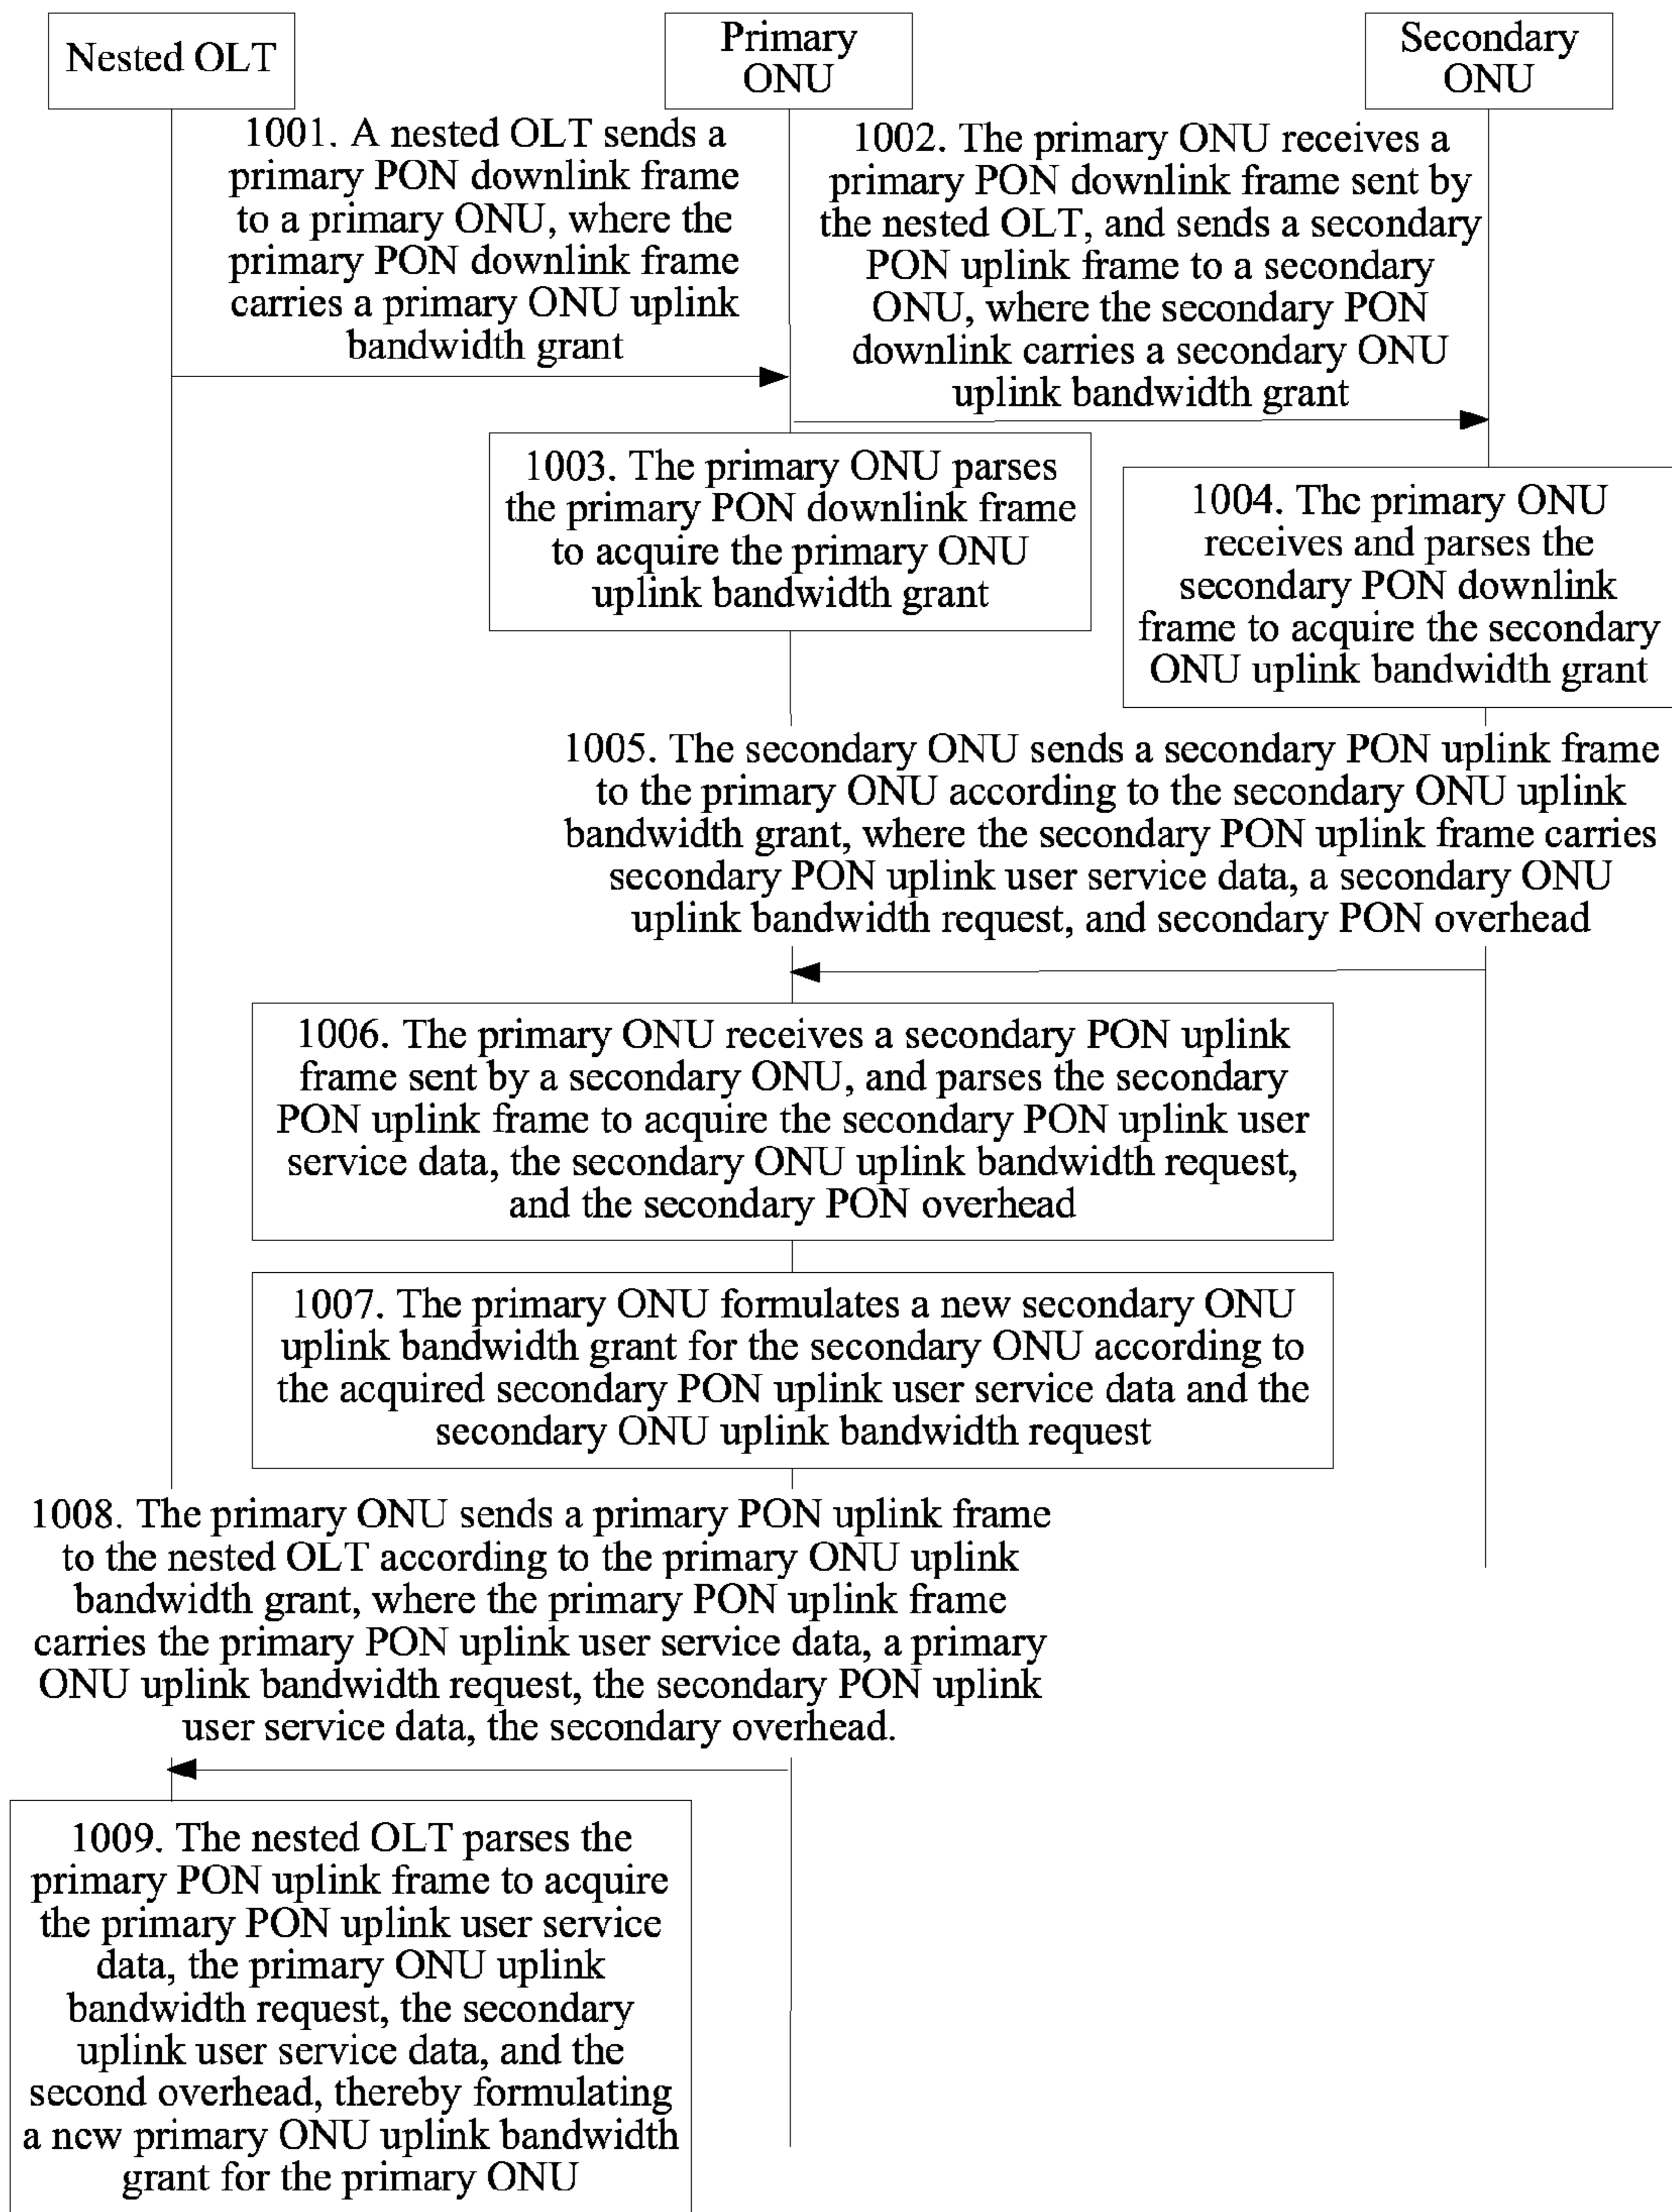 Nested OLT
Primary
ONU
Secondary
ONU
1001. A nested OLT sends a
primary PON downlink frame
to a primary ONU, where the
primary PON downlink frame
carries a primary ONU uplink
bandwidth grant
1002. The primary ONU receives a
primary PON downlink frame sent by
the nested OLT, and sends a secondary
PON uplink frame to a secondary
ONU, where the secondary PON
downlink carries a secondary ONU
uplink bandwidth grant
1003. The primary ONU parses
the primary PON downlink frame
to acquire the primary ONU
uplink bandwidth grant
1004. The primary ONU
receives and parses the
secondary PON downlink
frame to acquire the secondary
ONU uplink bandwidth grant
1005. The secondary ONU sends a secondary PON uplink frame
to the primary ONU according to the secondary ONU uplink
bandwidth grant, where the secondary PON uplink frame carries
secondary PON uplink user service data, a secondary ONU
uplink bandwidth request, and secondary PON overhead
1006. The primary ONU receives a secondary PON uplink
frame sent by a secondary ONU, and parses the secondary
PON uplink frame to acquire the secondary PON uplink user
service data, the secondary ONU uplink bandwidth request,
and the secondary PON overhead
1007. The primary ONU formulates a new secondary ONU
uplink bandwidth grant for the secondary ONU according to
the acquired secondary PON uplink user service data and the
secondary ONU uplink bandwidth request
1008. The primary ONU sends a primary PON uplink frame
to the nested OLT according to the primary ONU uplink
bandwidth grant, where the primary PON uplink frame
carries the primary PON uplink user service data, a primary
ONU uplink bandwidth request, the secondary PON uplink
user service data, the secondary overhead.
1009. The nested OLT parses the
primary PON uplink frame to acquire
the primary PON uplink user service
data, the primary ONU uplink
bandwidth request, the secondary
uplink user service data, and the
second overhead, thereby formulating
a new primary ONU uplink bandwidth
grant for the primary ONU